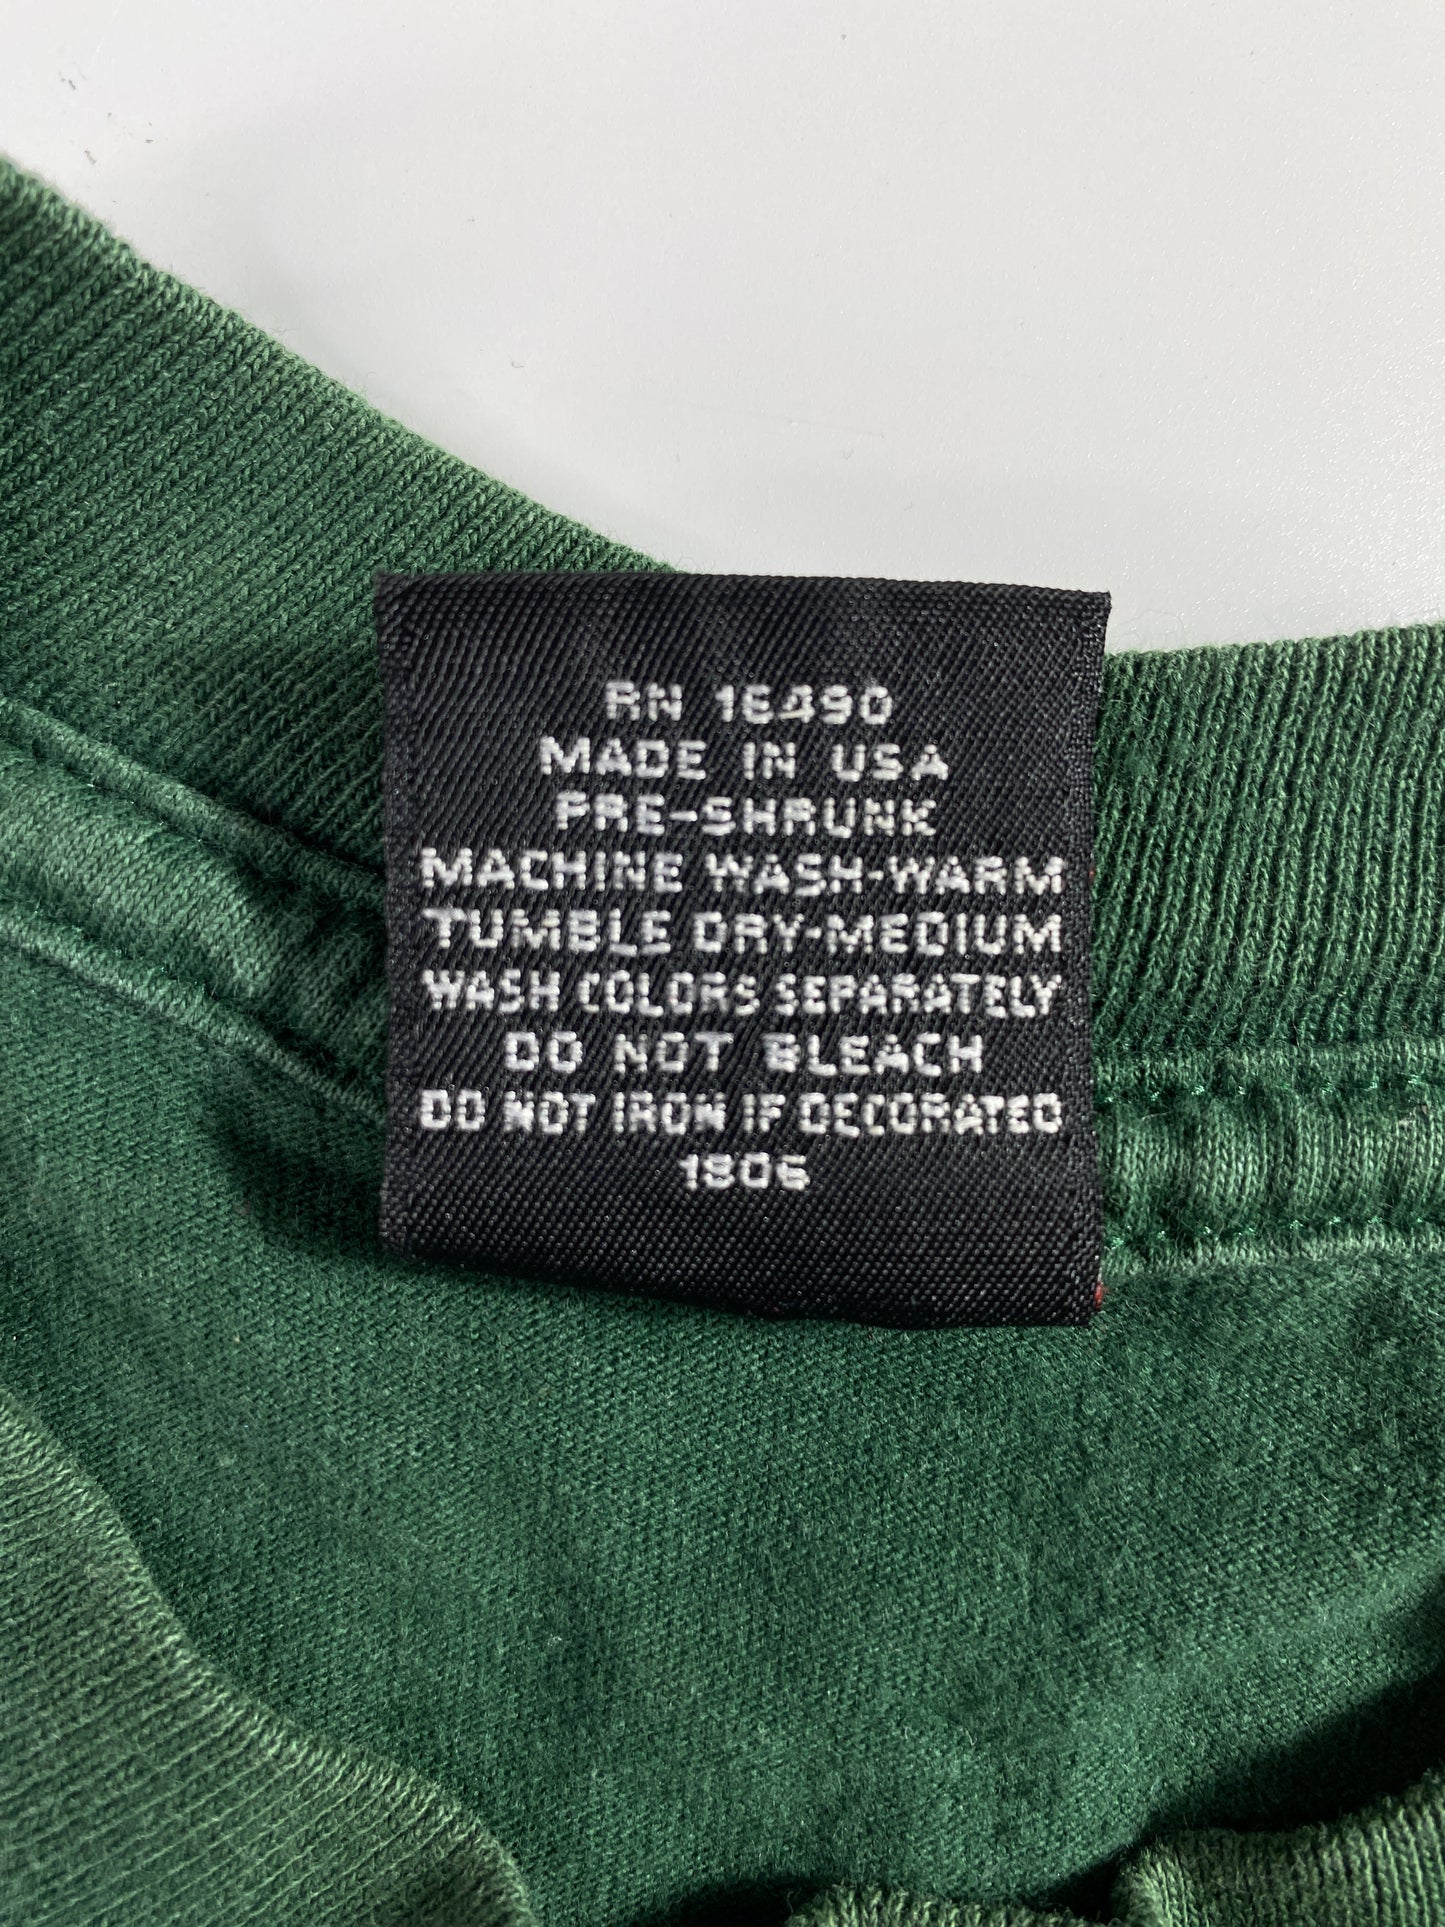 RN 16490
MADE IN USA
PRE-SHRUNK
MACHINE WASH-WARM
TUMBLE DRY-MEDIUM
WASH COLORS SEPARATELY
DO NOT BLEACH
DO NOT IRON IF DECORATED
1906